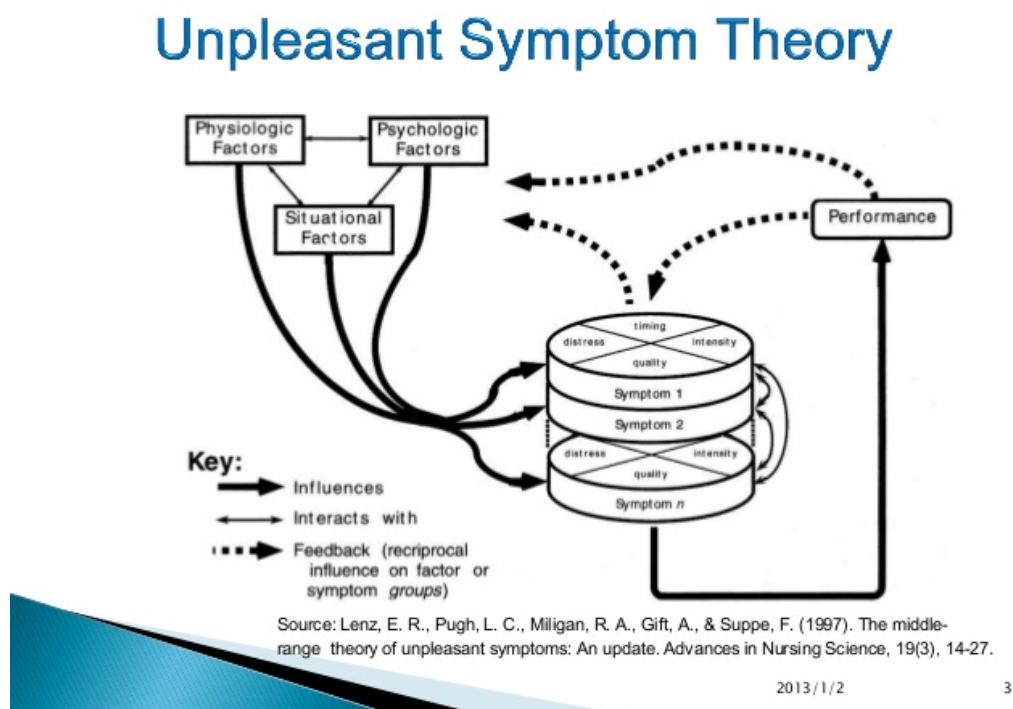 Unpleasant Symptom Theory
Physiologic
Factors
Psychologic
Factors
Situational
Factors
Performance
timing
distress
intensity
quality
Symptom 1
Symptom 2
distress
intensity
quality
Symptom n
Key:
Influences
Interacts with
Feedback (recriprocal
influence on factor or
symptom groups)
Source: Lenz, E. R., Pugh, L. C., Miligan, R. A., Gift, A., & Suppe, F. (1997). The middle-
range theory of unpleasant symptoms: An update. Advances in Nursing Science, 19(3), 14-27.
2013/1/2
3